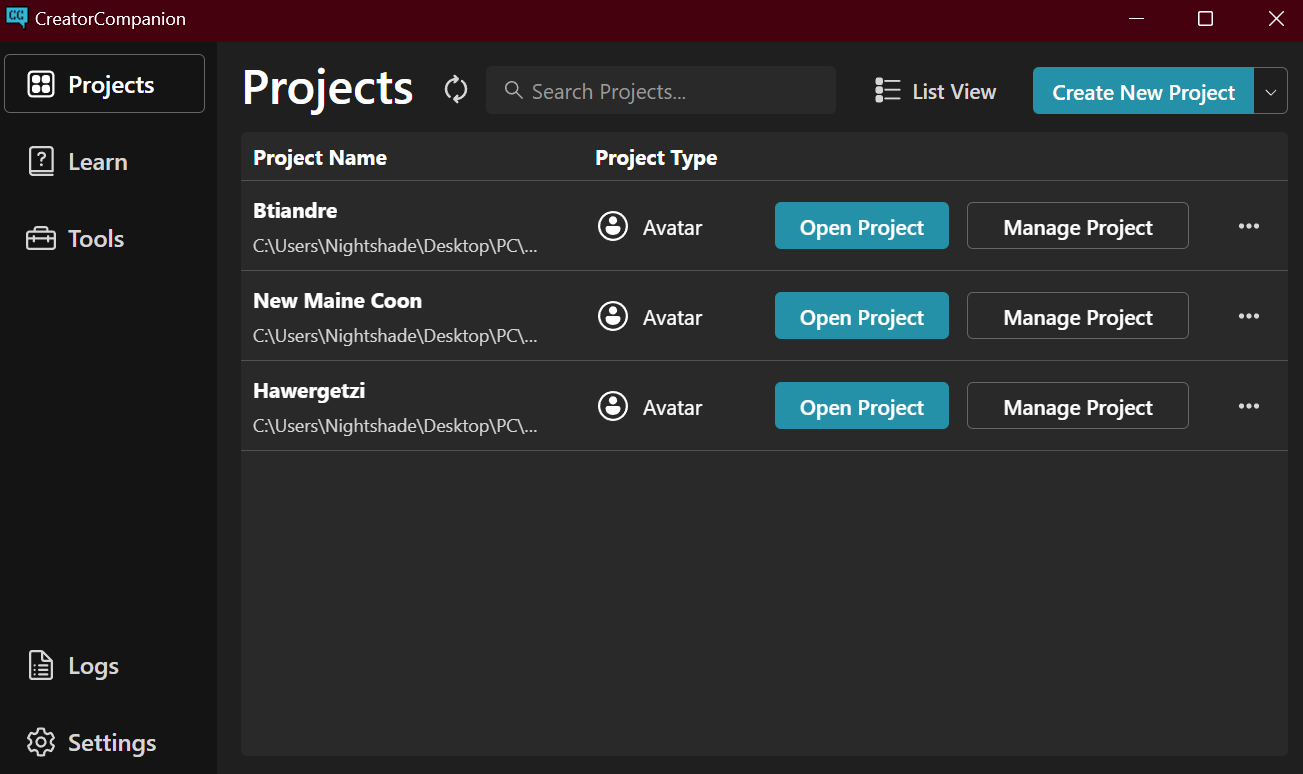 CC CreatorCompanion
Projects
Learn
Tools
Logs
Settings
Projects
Search Projects...
List View
Create New Project
Project Name Project Type
Btiandre
C:\Users\Nightshade\Desktop\PC\...
Avatar
Open Project
Manage Project
New Maine Coon
C:\Users\Nightshade\Desktop\PC\...
Avatar
Open Project
Manage Project
Hawergetzi
C:\Users\Nightshade\Desktop\PC\...
Avatar
Open Project
Manage Project